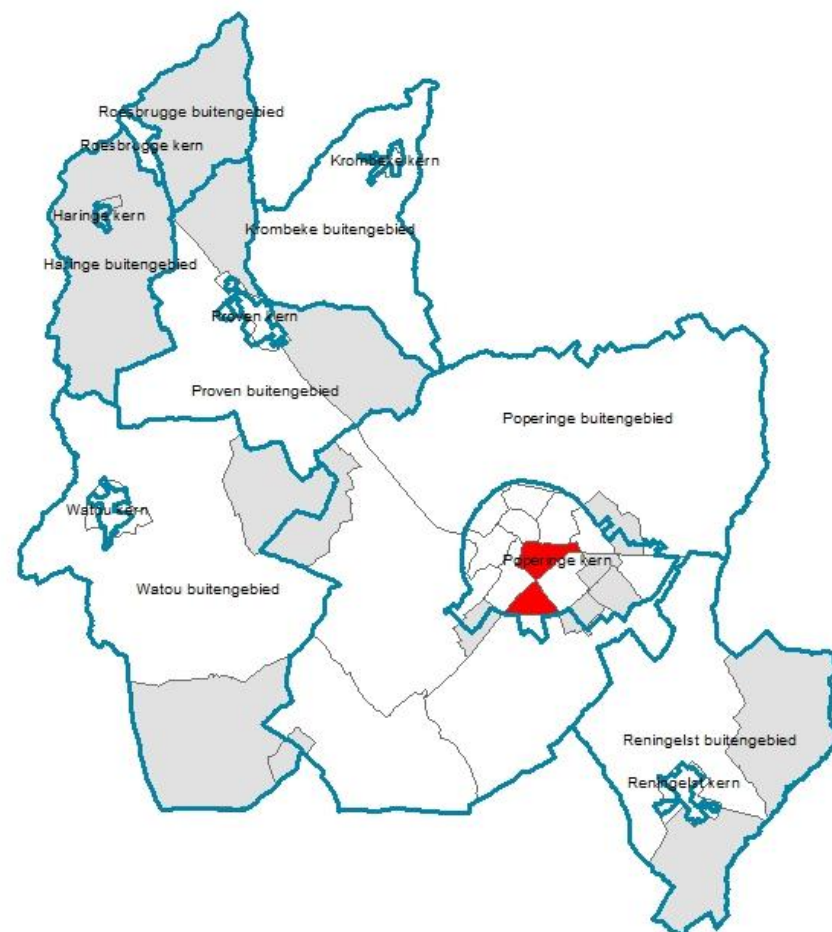 Roesbrugge buitengebied
Roesbrugge kern
Krombeke kern
Haringe kern
Krombeke buitengebied
Haringe buitengebied
Proven kern
Proven buitengebied
Poperinge buitengebied
Watou kern
Poperinge kern
Watou buitengebied
Reningelst buitengebied
Reningelst kern